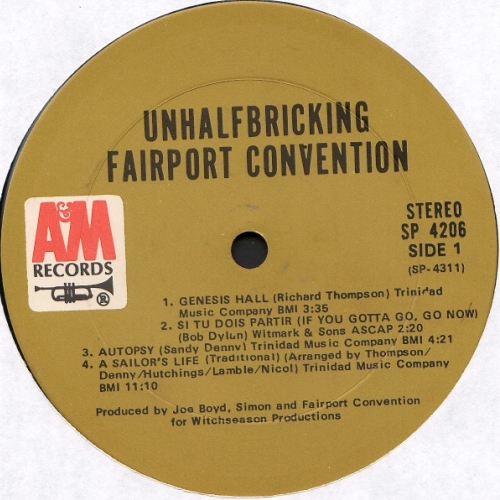 UNHALFBRICKING
FAIRPORT CONVENTION
A&M
RECORDS
®
STEREO
SP 4206
SIDE 1
(SP-4311)
1. GENESIS HALL (Richard Thompson) Trinidad
Music Company BMI 3:35
2. SI TU DOIS PARTIR (IF YOU GOTTA GO, GO NOW)
(Bob Dylan) Witmark & Sons ASCAP 2:20
3. AUTOPSY (Sandy Denny) Trinidad Music Company BMI 4:21
4. A SAILOR'S LIFE (Traditional) (Arranged by Thompson/
Denny/Hutchings/Lamble/Nicol) Trinidad Music Company
BMI 11:10
Produced by Joe Boyd, Simon and Fairport Convention
for Witchseason Productions